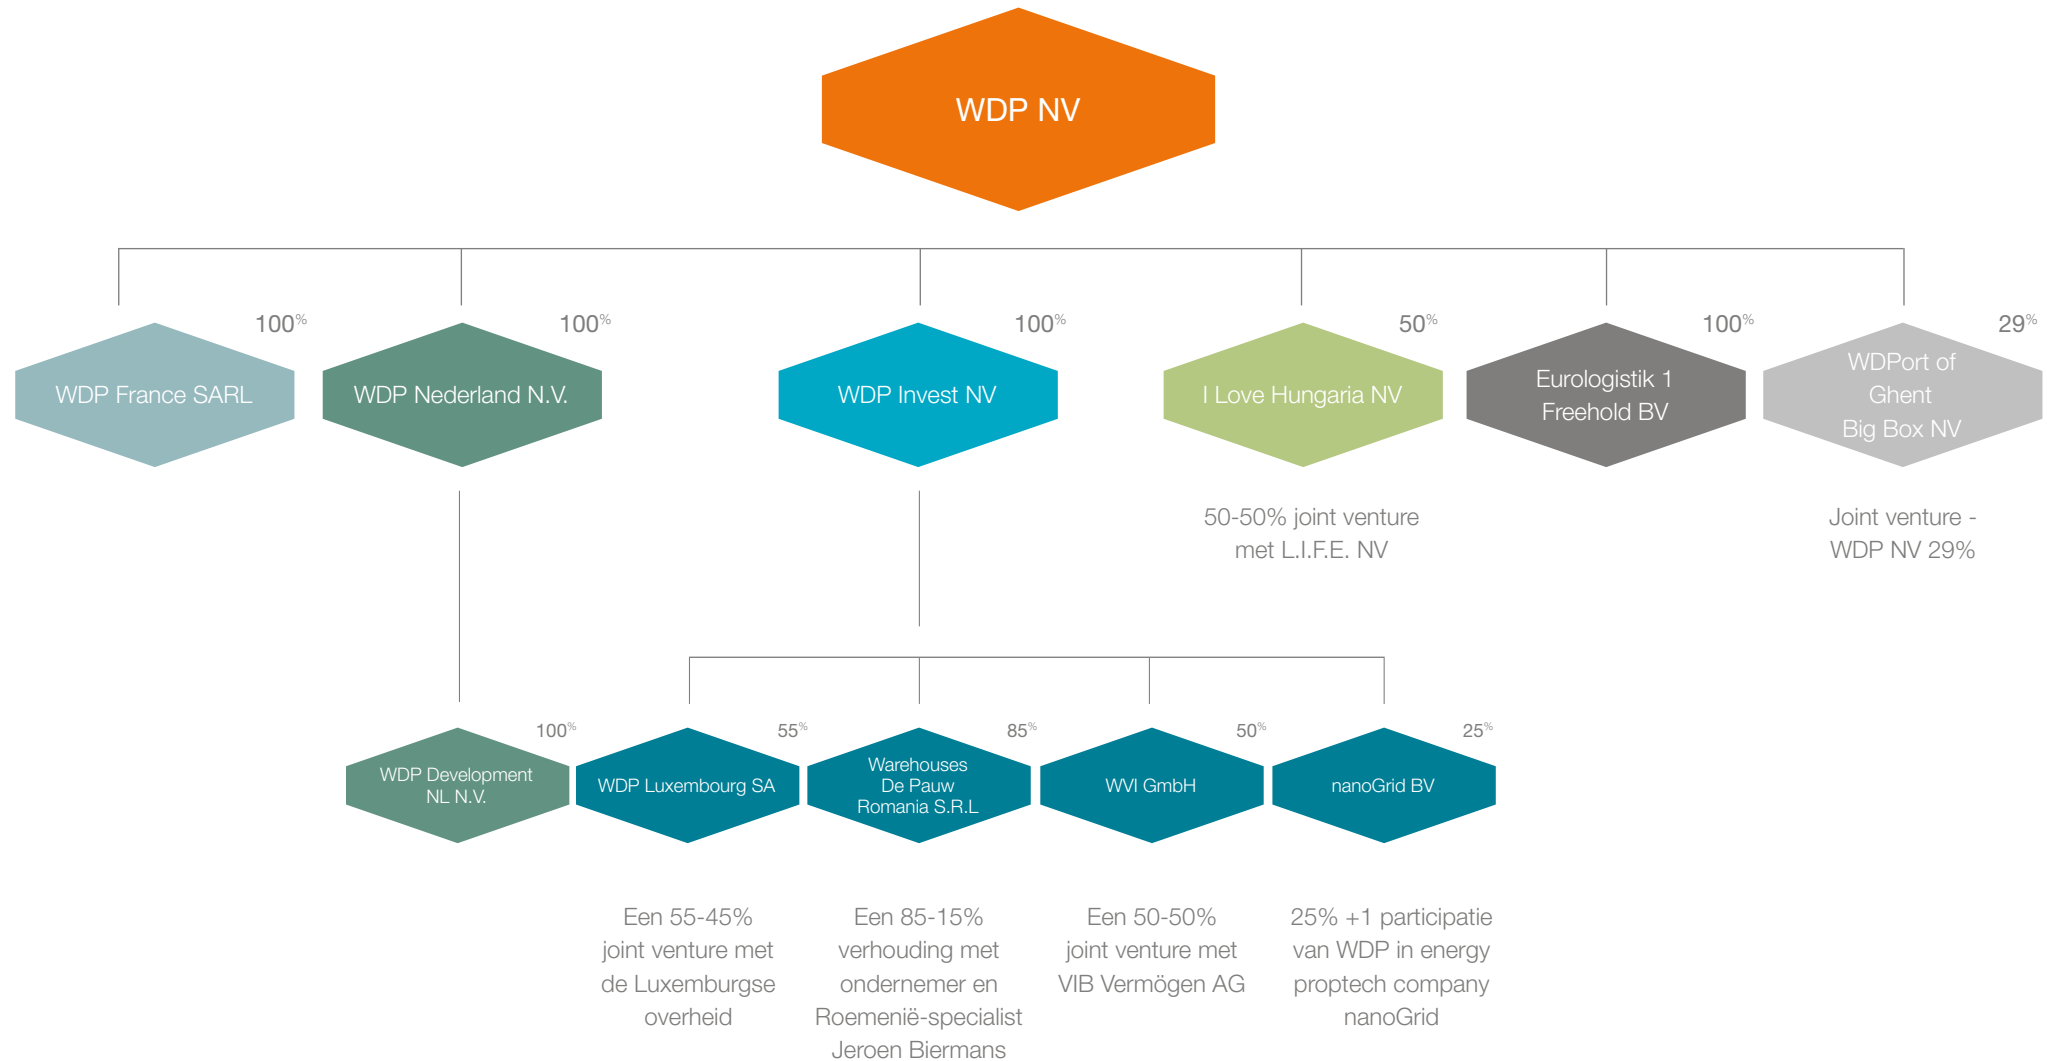 WDP NV
100%
WDP France SARL
100%
WDP Nederland N.V.
100%
WDP Invest NV
50%
I Love Hungaria NV
50-50% joint venture
met L.I.F.E. NV
100%
Eurologistik 1
Freehold BV
29%
WDPort of
Ghent
Big Box NV
Joint venture -
WDP NV 29%
100%
WDP Development
NL N.V.
55%
WDP Luxembourg SA
Een 55-45%
joint venture met
de Luxemburgse
overheid
85%
Warehouses
De Pauw
Romania S.R.L
Een 85-15%
verhouding met
ondernemer en
Roemenië-specialist
Jeroen Biermans
50%
WVI GmbH
Een 50-50%
joint venture met
VIB Vermögen AG
25%
nanoGrid BV
25% +1 participatie
van WDP in energy
proptech company
nanoGrid